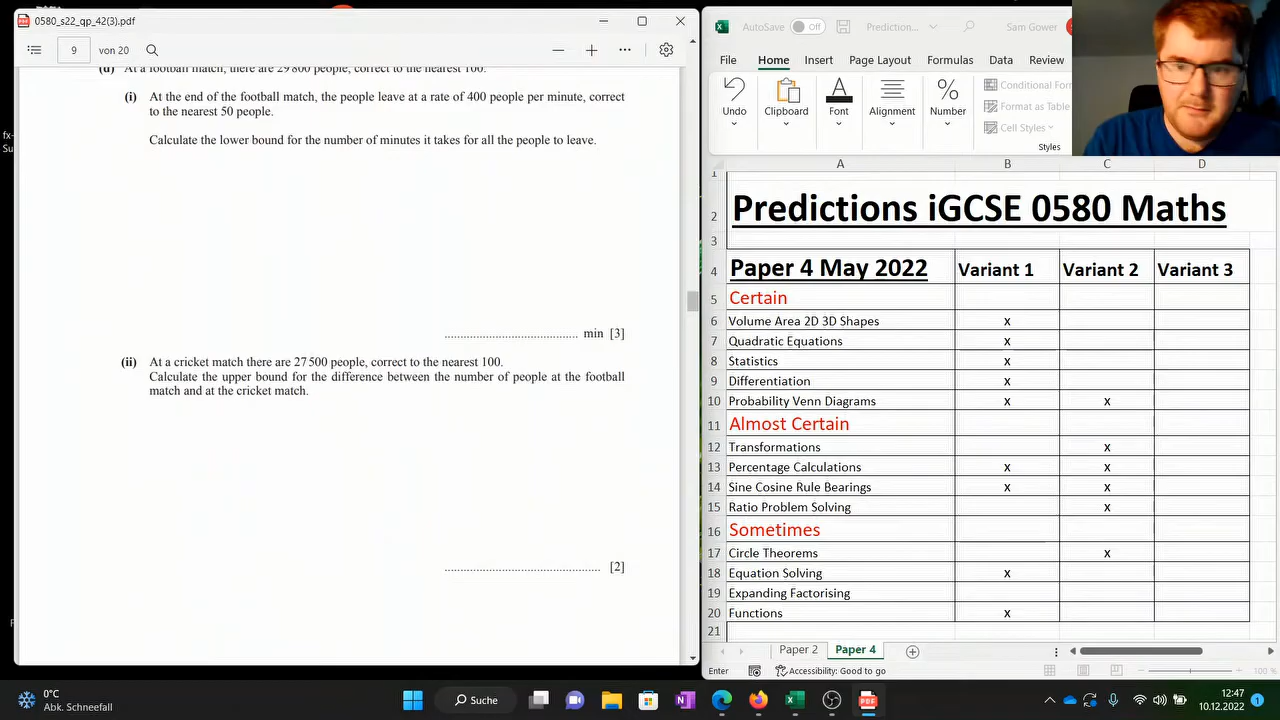 0580_s22_qp_42(3).pdf
9 von 20
(d) At a football match, there are 29 800 people, correct to the nearest 100.
(i) At the end of the football match, the people leave at a rate of 400 people per minute, correct
to the nearest 50 people.
Calculate the lower bound for the number of minutes it takes for all the people to leave.
min [3]
(ii) At a cricket match there are 27 500 people, correct to the nearest 100.
Calculate the upper bound for the difference between the number of people at the football
match and at the cricket match.
[2]
fx-
Su
AutoSave Off Prediction... Sam Gower
File Home Insert Page Layout Formulas Data Review
Undo Clipboard Font Alignment Number
Conditional Form
Format as Table
Cell Styles
Styles
A B C D
1
2 Predictions iGCSE 0580 Maths
3
4 Paper 4 May 2022 Variant 1 Variant 2 Variant 3
5 Certain
6 Volume Area 2D 3D Shapes x
7 Quadratic Equations x
8 Statistics x
9 Differentiation x
10 Probability Venn Diagrams x x
11 Almost Certain
12 Transformations x
13 Percentage Calculations x x
14 Sine Cosine Rule Bearings x x
15 Ratio Problem Solving x
16 Sometimes
17 Circle Theorems x
18 Equation Solving x
19 Expanding Factorising
20 Functions x
21
Paper 2 Paper 4
Enter Accessibility: Good to go 100 %
0°C
Abk. Schneefall
Suche
12:47
10.12.2022